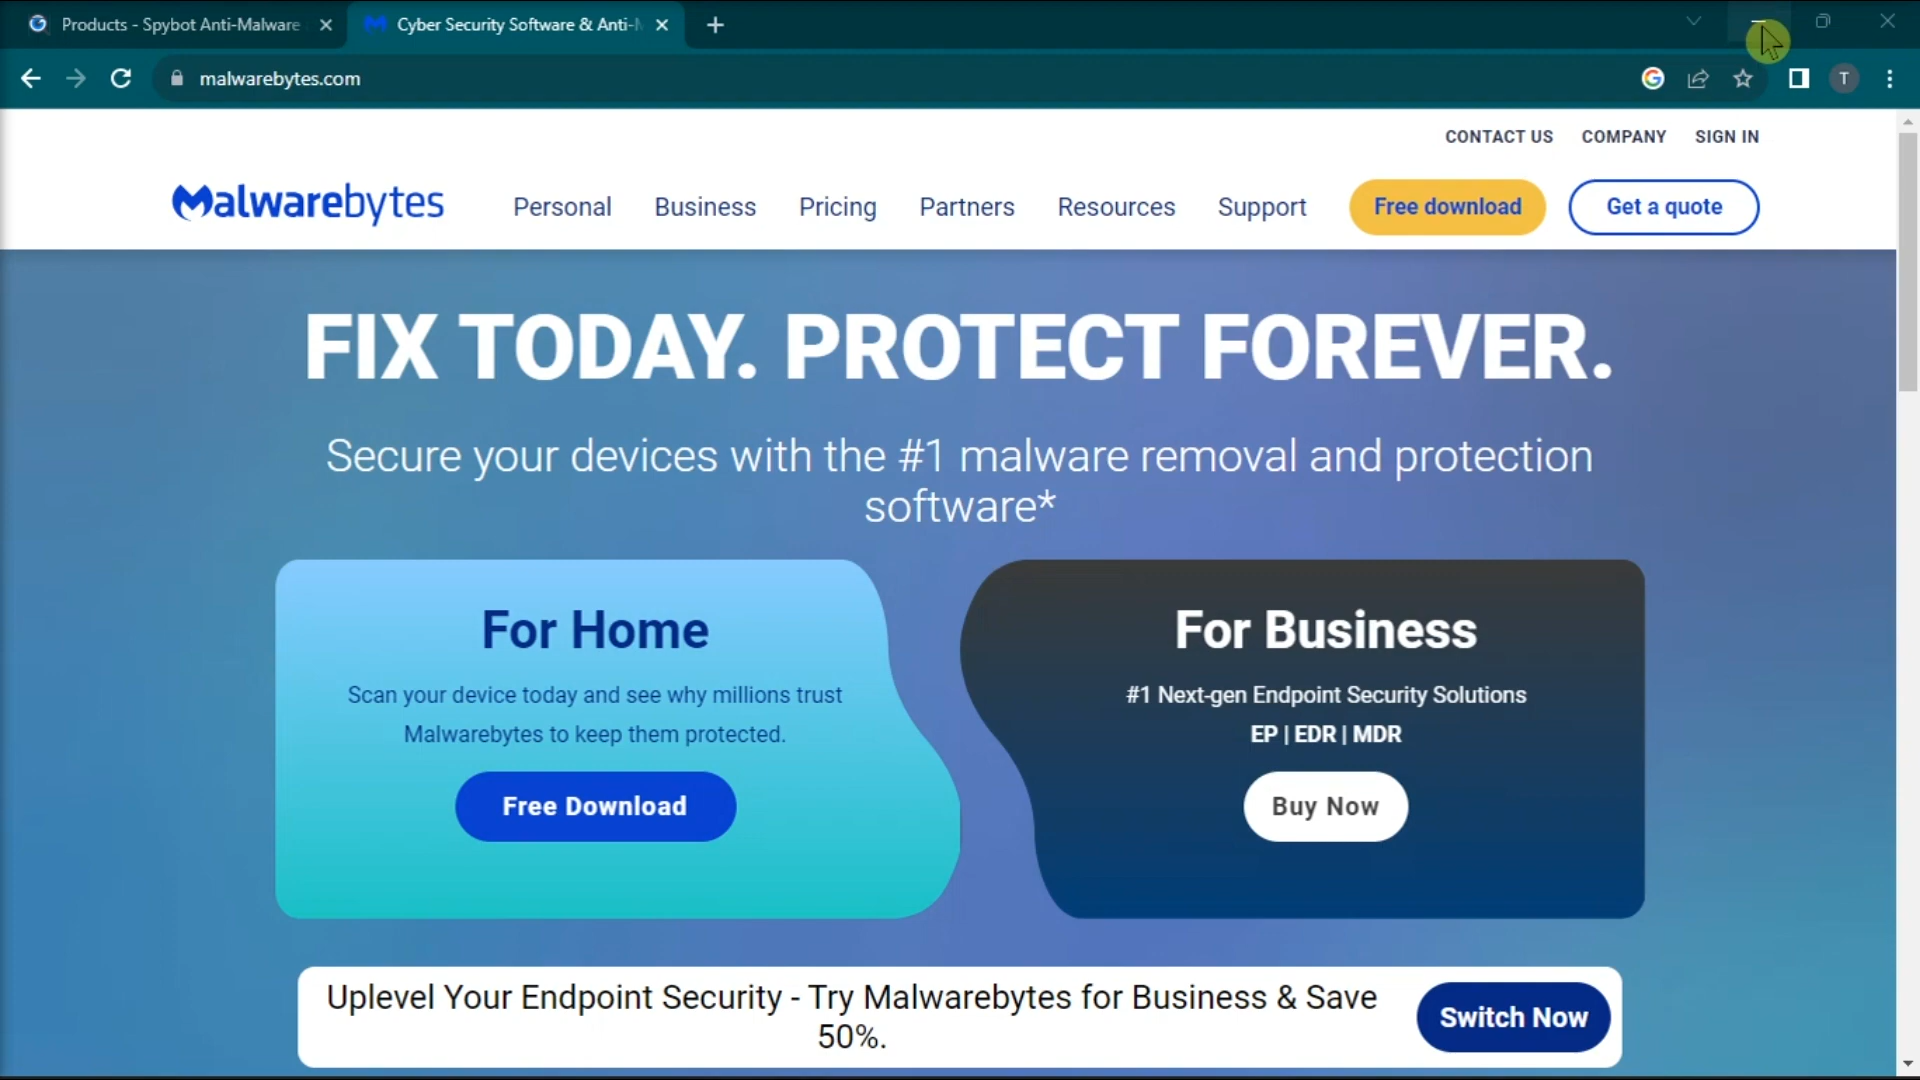 Products - Spybot Anti-Malware
Cyber Security Software & Anti-
malwarebytes.com
T
CONTACT US COMPANY SIGN IN
Malwarebytes Personal Business Pricing Partners Resources Support Free download Get a quote
FIX TODAY. PROTECT FOREVER.
Secure your devices with the #1 malware removal and protection
software*
For Home
Scan your device today and see why millions trust
Malwarebytes to keep them protected.
Free Download
For Business
#1 Next-gen Endpoint Security Solutions
EP | EDR | MDR
Buy Now
Uplevel Your Endpoint Security - Try Malwarebytes for Business & Save
50%.
Switch Now